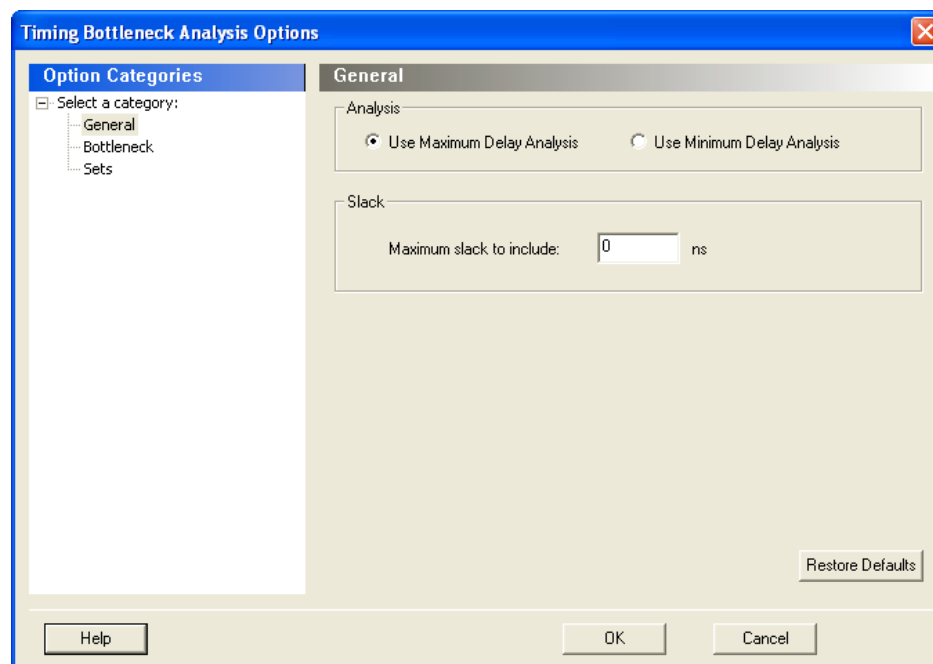 Timing Bottleneck Analysis Options
Option Categories
Select a category:
General
Bottleneck
Sets
General
Analysis
Use Maximum Delay Analysis
Use Minimum Delay Analysis
Slack
Maximum slack to include: 0 ns
Restore Defaults
Help
OK
Cancel